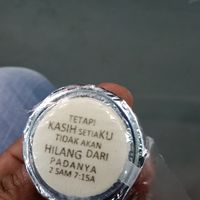 TETAPI
KASIH SETIAKU
TIDAK AKAN
HILANG DARI
PADANYA
2 SAM 7:15A